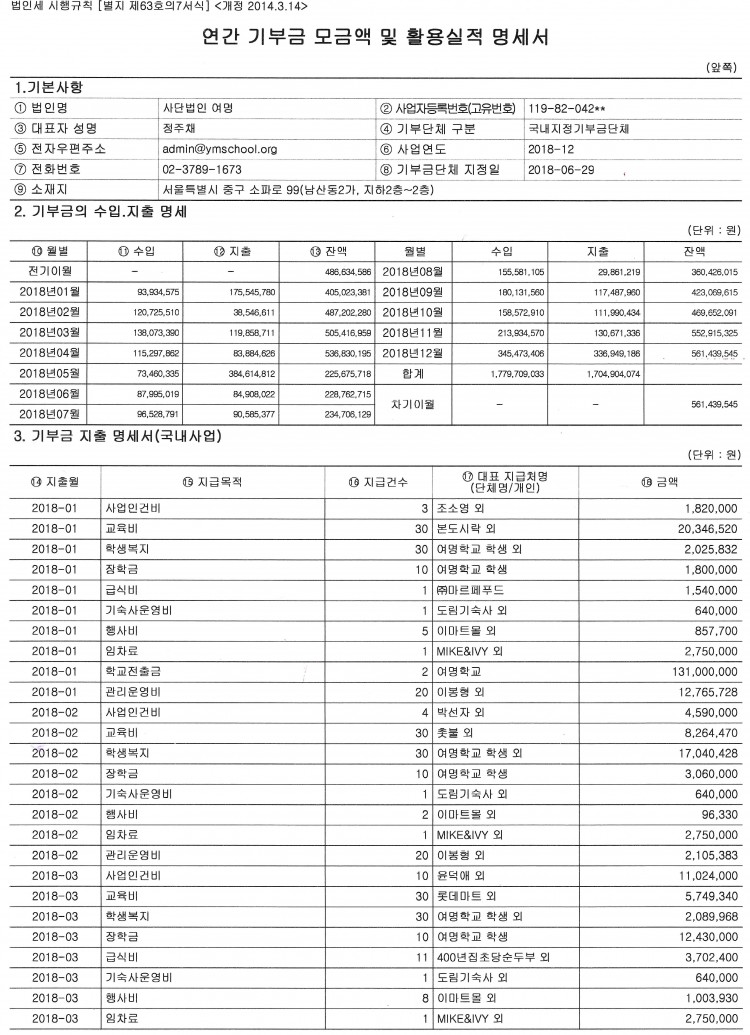 법인세 시행규칙 [별지 제63호의7서식] <개정 2014.3.14>
연간 기부금 모금액 및 활용실적 명세서
(앞쪽)
1.기본사항
① 법인명 사단법인 여명 ② 사업자등록번호(고유번호) 119-82-042**
③ 대표자 성명 정주채 ④ 기부단체 구분 국내지정기부금단체
⑤ 전자우편주소 admin@ymschool.org ⑥ 사업연도 2018-12
⑦ 전화번호 02-3789-1673 ⑧ 기부금단체 지정일 2018-06-29
⑨ 소재지 서울특별시 중구 소파로 99(남산동2가, 지하2층~2층)
2. 기부금의 수입.지출 명세
(단위 : 원)
⑩ 월별 ⑪ 수입 ⑫ 지출 ⑬ 잔액 월별 수입 지출 잔액
전기이월 - - 486,634,586 2018년08월 155,581,105 29,861,219 360,426,015
2018년01월 93,934,575 175,545,780 405,023,381 2018년09월 180,131,560 117,487,960 423,069,615
2018년02월 120,725,510 38,546,611 487,202,280 2018년10월 158,572,910 111,990,434 469,652,091
2018년03월 138,073,390 119,858,711 505,416,959 2018년11월 213,934,570 130,671,336 552,915,325
2018년04월 115,297,862 83,884,626 536,830,195 2018년12월 345,473,406 336,949,186 561,439,545
2018년05월 73,460,335 384,614,812 225,675,718 합계 1,779,709,033 1,704,904,074
2018년06월 87,995,019 84,908,022 228,762,715
차기이월 - - 561,439,545
2018년07월 96,528,791 90,585,377 234,706,129
3. 기부금 지출 명세서(국내사업)
(단위 : 원)
⑭ 지출월 ⑮ 지급목적 ⑯ 지급건수 ⑰ 대표 지급처명 (단체명/개인) ⑱ 금액
2018-01 사업인건비 3 조소영 외 1,820,000
2018-01 교육비 30 본도시락 외 20,346,520
2018-01 학생복지 30 여명학교 학생 외 2,025,832
2018-01 장학금 10 여명학교 학생 1,800,000
2018-01 급식비 1 ㈜마르페푸드 1,540,000
2018-01 기숙사운영비 1 도림기숙사 외 640,000
2018-01 행사비 5 이마트몰 외 857,700
2018-01 임차료 1 MIKE&IVY 외 2,750,000
2018-01 학교전출금 2 여명학교 131,000,000
2018-01 관리운영비 20 이봉형 외 12,765,728
2018-02 사업인건비 4 박선자 외 4,590,000
2018-02 교육비 30 촛불 외 8,264,470
2018-02 학생복지 30 여명학교 학생 외 17,040,428
2018-02 장학금 10 여명학교 학생 3,060,000
2018-02 기숙사운영비 1 도림기숙사 외 640,000
2018-02 행사비 2 이마트몰 외 96,330
2018-02 임차료 1 MIKE&IVY 외 2,750,000
2018-02 관리운영비 20 이봉형 외 2,105,383
2018-03 사업인건비 10 윤덕애 외 11,024,000
2018-03 교육비 30 롯데마트 외 5,749,340
2018-03 학생복지 30 여명학교 학생 외 2,089,968
2018-03 장학금 10 여명학교 학생 12,430,000
2018-03 급식비 11 400년집초당순두부 외 3,702,400
2018-03 기숙사운영비 1 도림기숙사 외 640,000
2018-03 행사비 8 이마트몰 외 1,003,930
2018-03 임차료 1 MIKE&IVY 외 2,750,000